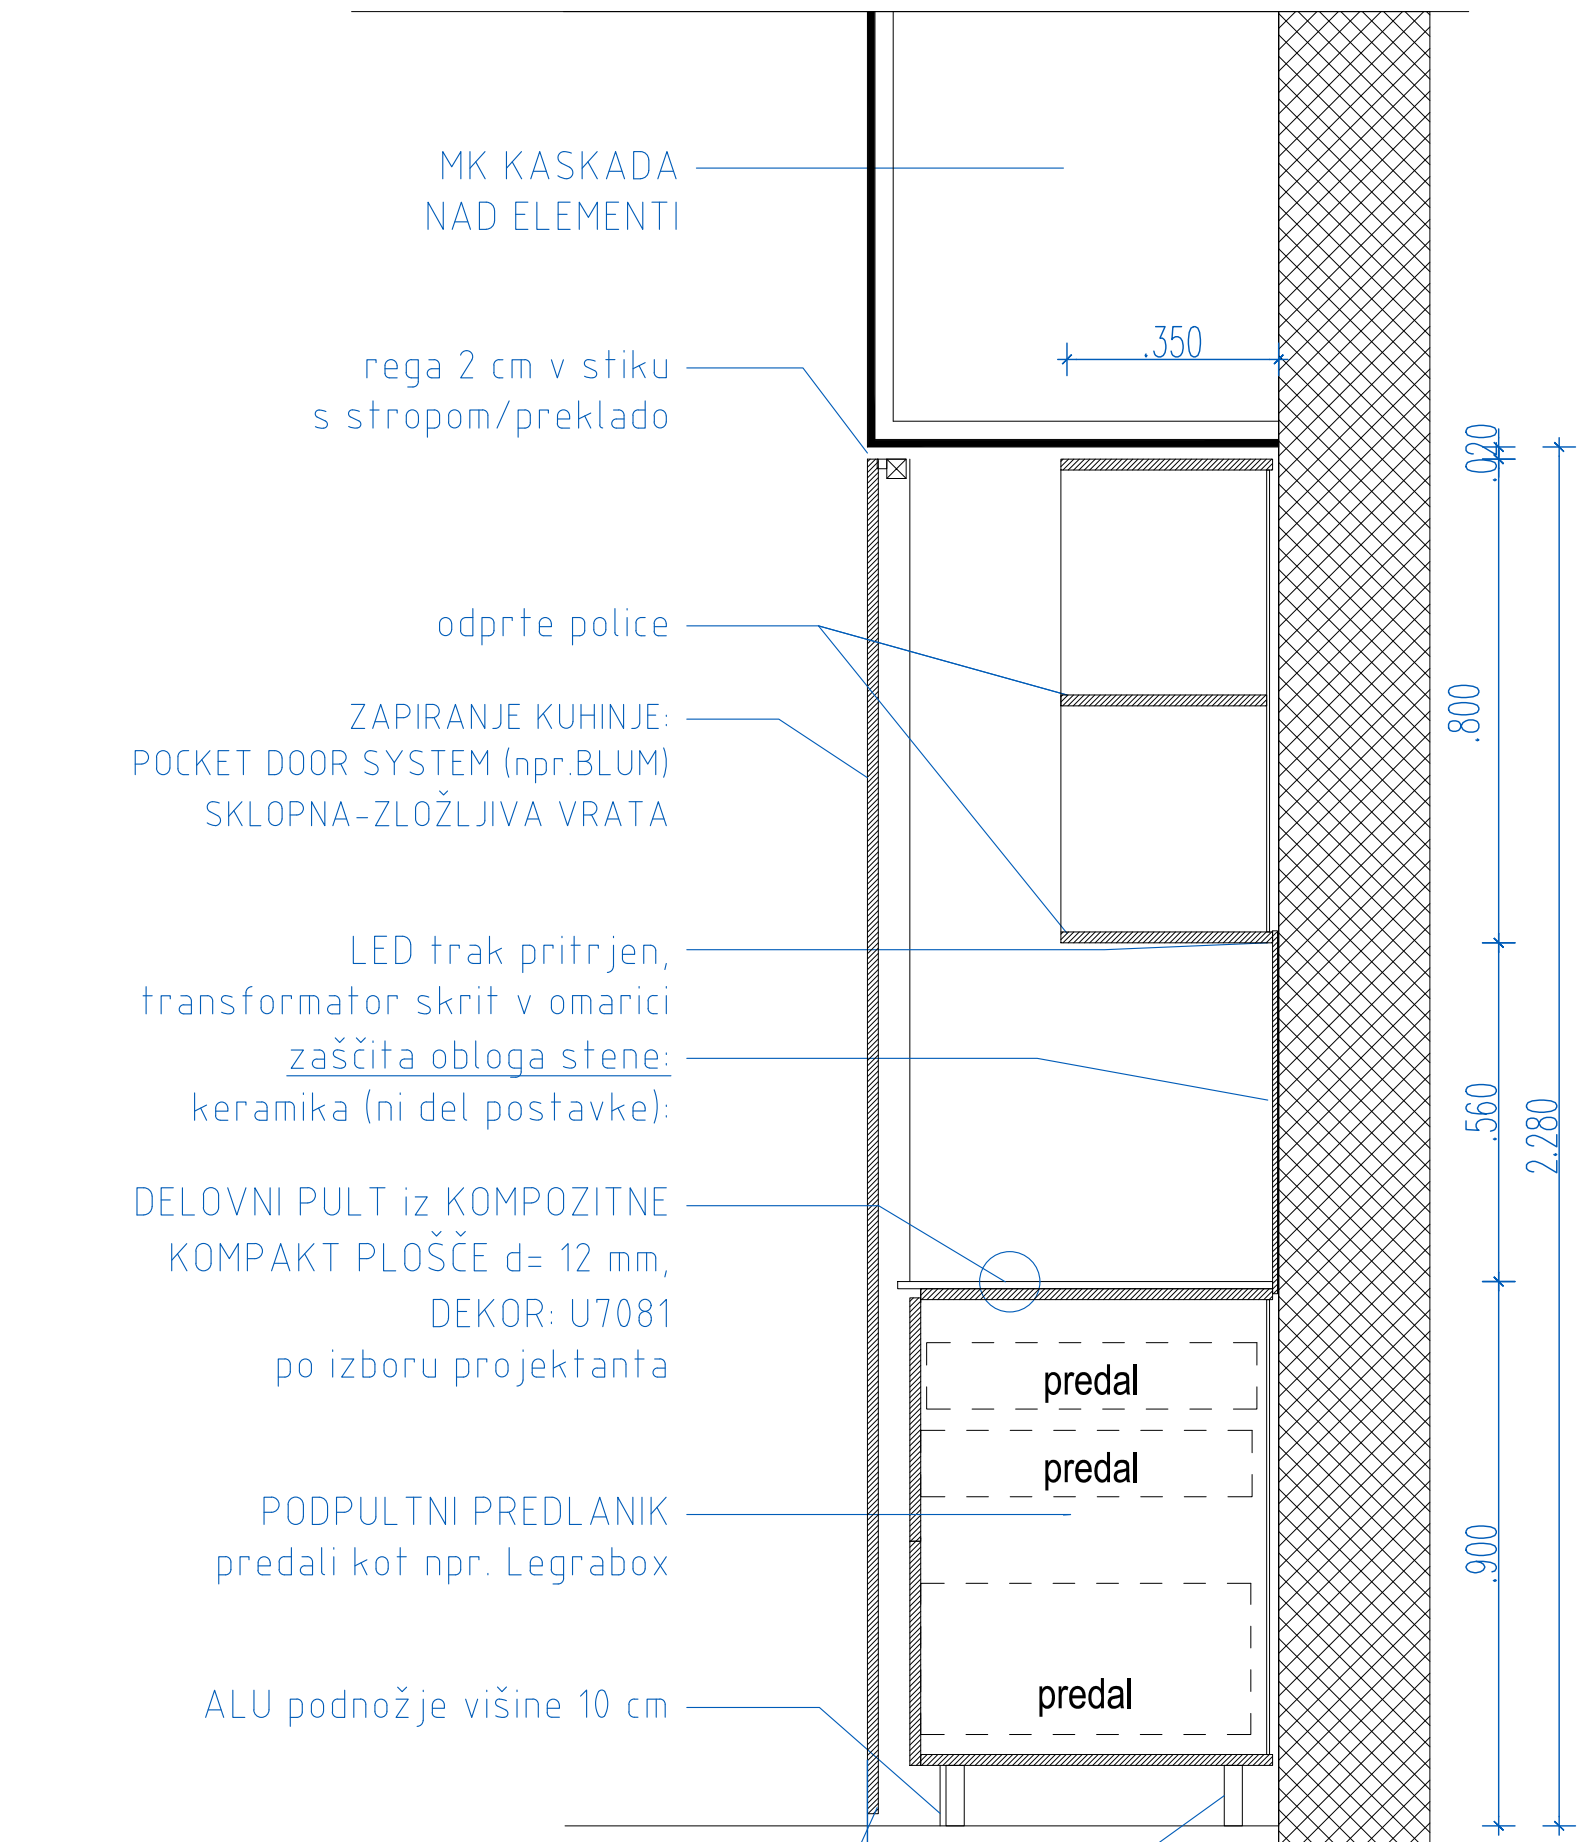 MK KASKADA
NAD ELEMENTI
.350
rega 2 cm v stiku
s stropom/preklado
.020
odprte police
ZAPIRANJE KUHINJE:
POCKET DOOR SYSTEM (npr.BLUM)
SKLOPNA-ZLOŽLJIVA VRATA
.800
LED trak pritrjen,
transformator skrit v omarici
zaščita obloga stene:
keramika (ni del postavke):
.560
2.280
DELOVNI PULT iz KOMPOZITNE
KOMPAKT PLOŠČE d= 12 mm,
DEKOR: U7081
po izboru projektanta
predal
predal
PODPULTNI PREDLANIK
predali kot npr. Legrabox
.900
predal
ALU podnožje višine 10 cm